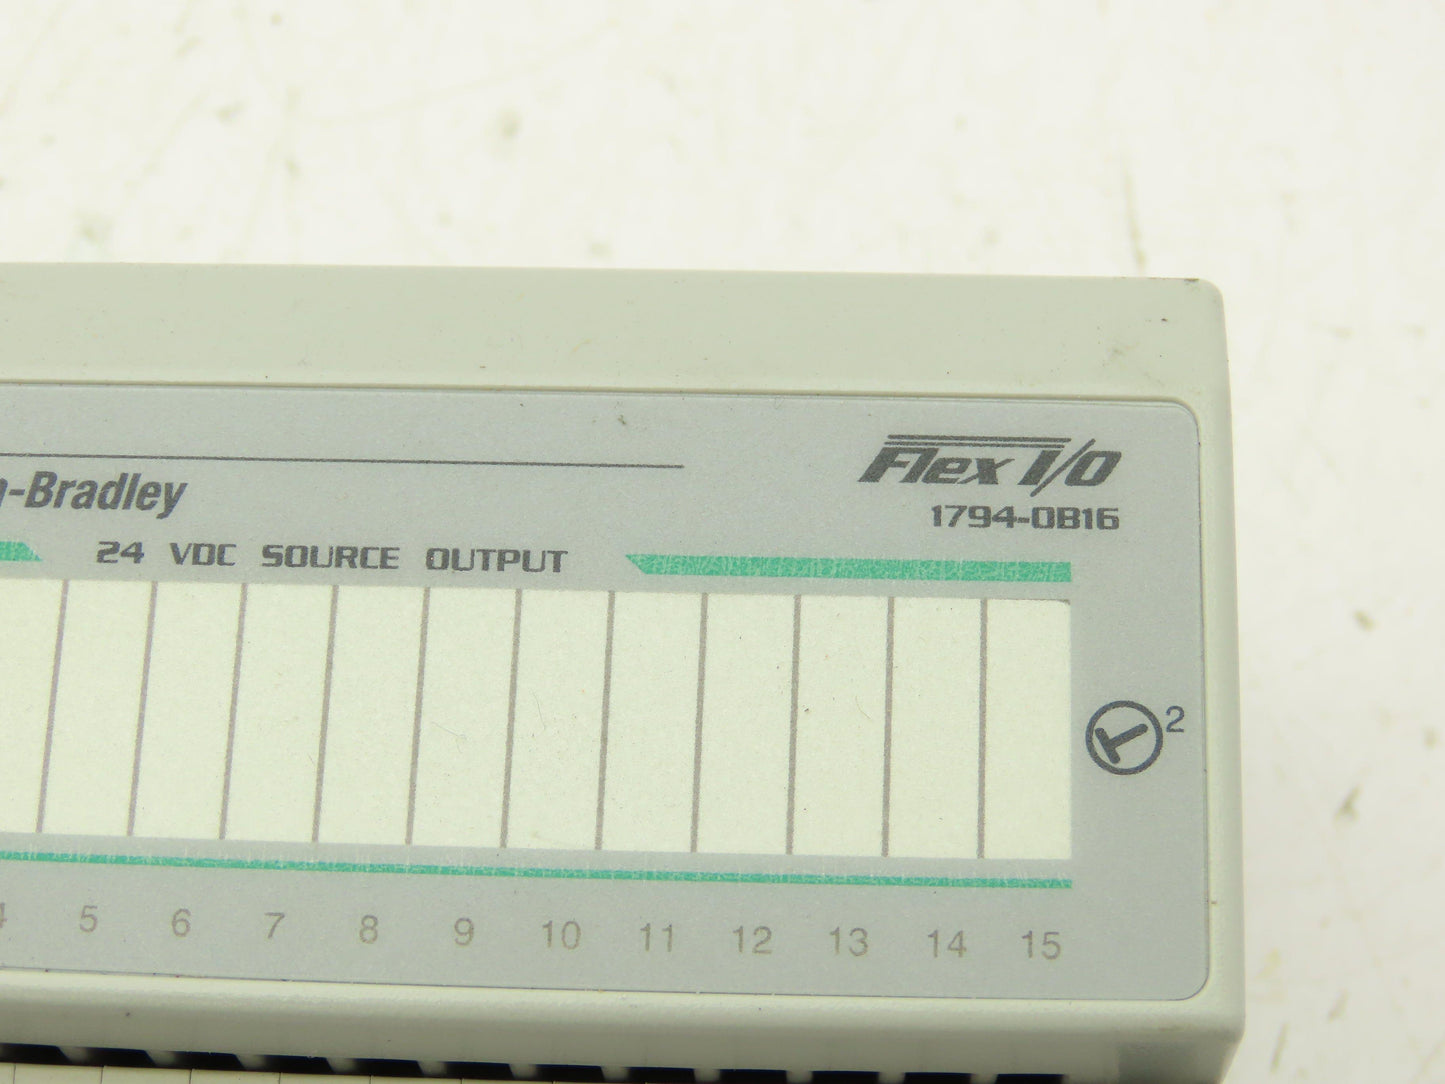 Flex I/O
-Bradley
1794-OB16
24 VDC SOURCE OUTPUT
2
5 6 7 8 9 10 11 12 13 14 15